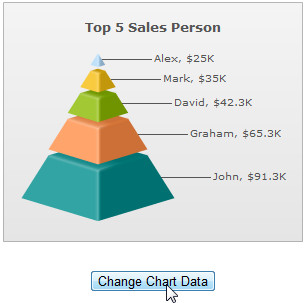 Top 5 Sales Person
Alex, $25K
Mark, $35K
David, $42.3K
Graham, $65.3K
John, $91.3K
Change Chart Data